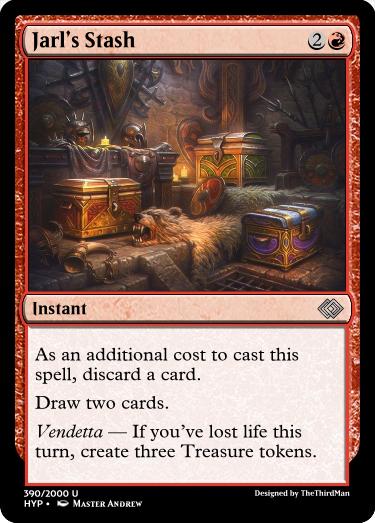 Jarl's Stash
2
Instant
As an additional cost to cast this
spell, discard a card.
Draw two cards.
Vendetta — If you've lost life this
turn, create three Treasure tokens.
390/2000 U
Designed by TheThirdMan
HYP • Master Andrew